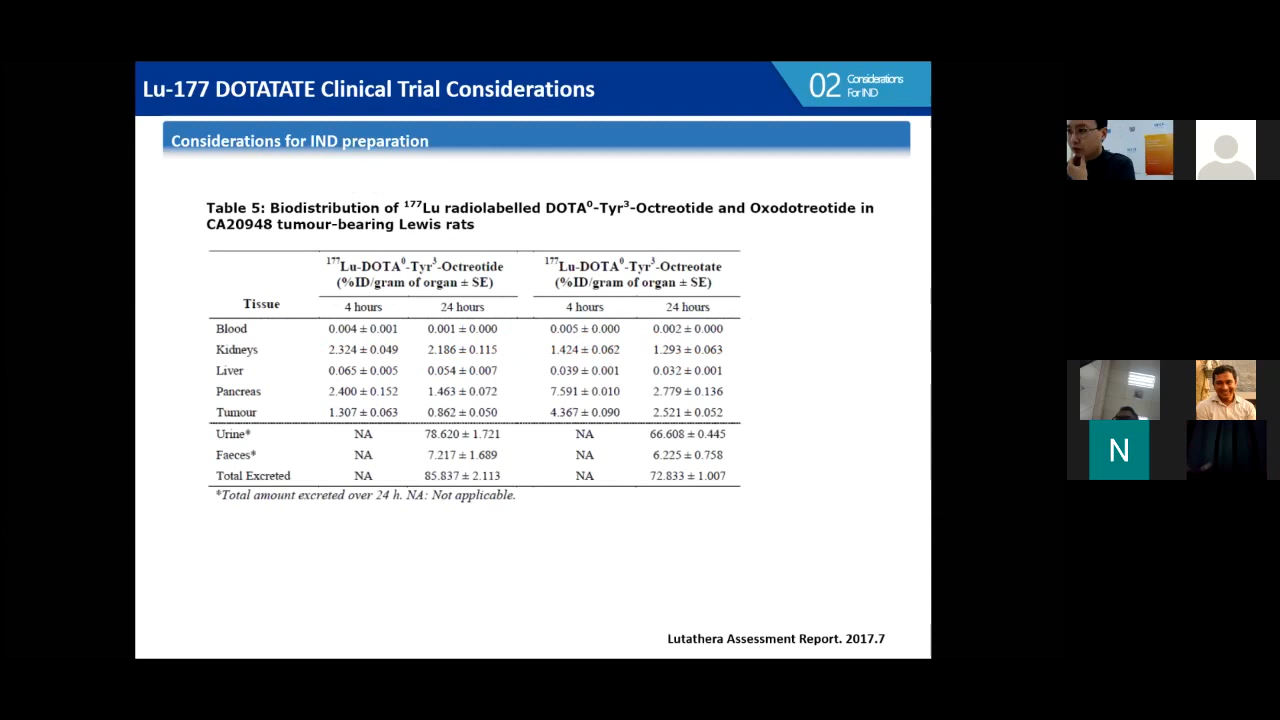 Lu-177 DOTATATE Clinical Trial Considerations
02
Considerations
For IND
Considerations for IND preparation
Table 5: Biodistribution of ¹⁷⁷Lu radiolabelled DOTA⁰-Tyr³-Octreotide and Oxodotreotide in
CA20948 tumour-bearing Lewis rats
¹⁷⁷Lu-DOTA⁰-Tyr³-Octreotide ¹⁷⁷Lu-DOTA⁰-Tyr³-Octreotate
(%ID/gram of organ ± SE) (%ID/gram of organ ± SE)
Tissue 4 hours 24 hours 4 hours 24 hours
Blood 0.004 ± 0.001 0.001 ± 0.000 0.005 ± 0.000 0.002 ± 0.000
Kidneys 2.324 ± 0.049 2.186 ± 0.115 1.424 ± 0.062 1.293 ± 0.063
Liver 0.065 ± 0.005 0.054 ± 0.007 0.039 ± 0.001 0.032 ± 0.001
Pancreas 2.400 ± 0.152 1.463 ± 0.072 7.591 ± 0.010 2.779 ± 0.136
Tumour 1.307 ± 0.063 0.862 ± 0.050 4.367 ± 0.090 2.521 ± 0.052
Urine* NA 78.620 ± 1.721 NA 66.608 ± 0.445
Faeces* NA 7.217 ± 1.689 NA 6.225 ± 0.758
Total Excreted NA 85.837 ± 2.113 NA 72.833 ± 1.007
*Total amount excreted over 24 h. NA: Not applicable.
Lutathera Assessment Report. 2017.7
N